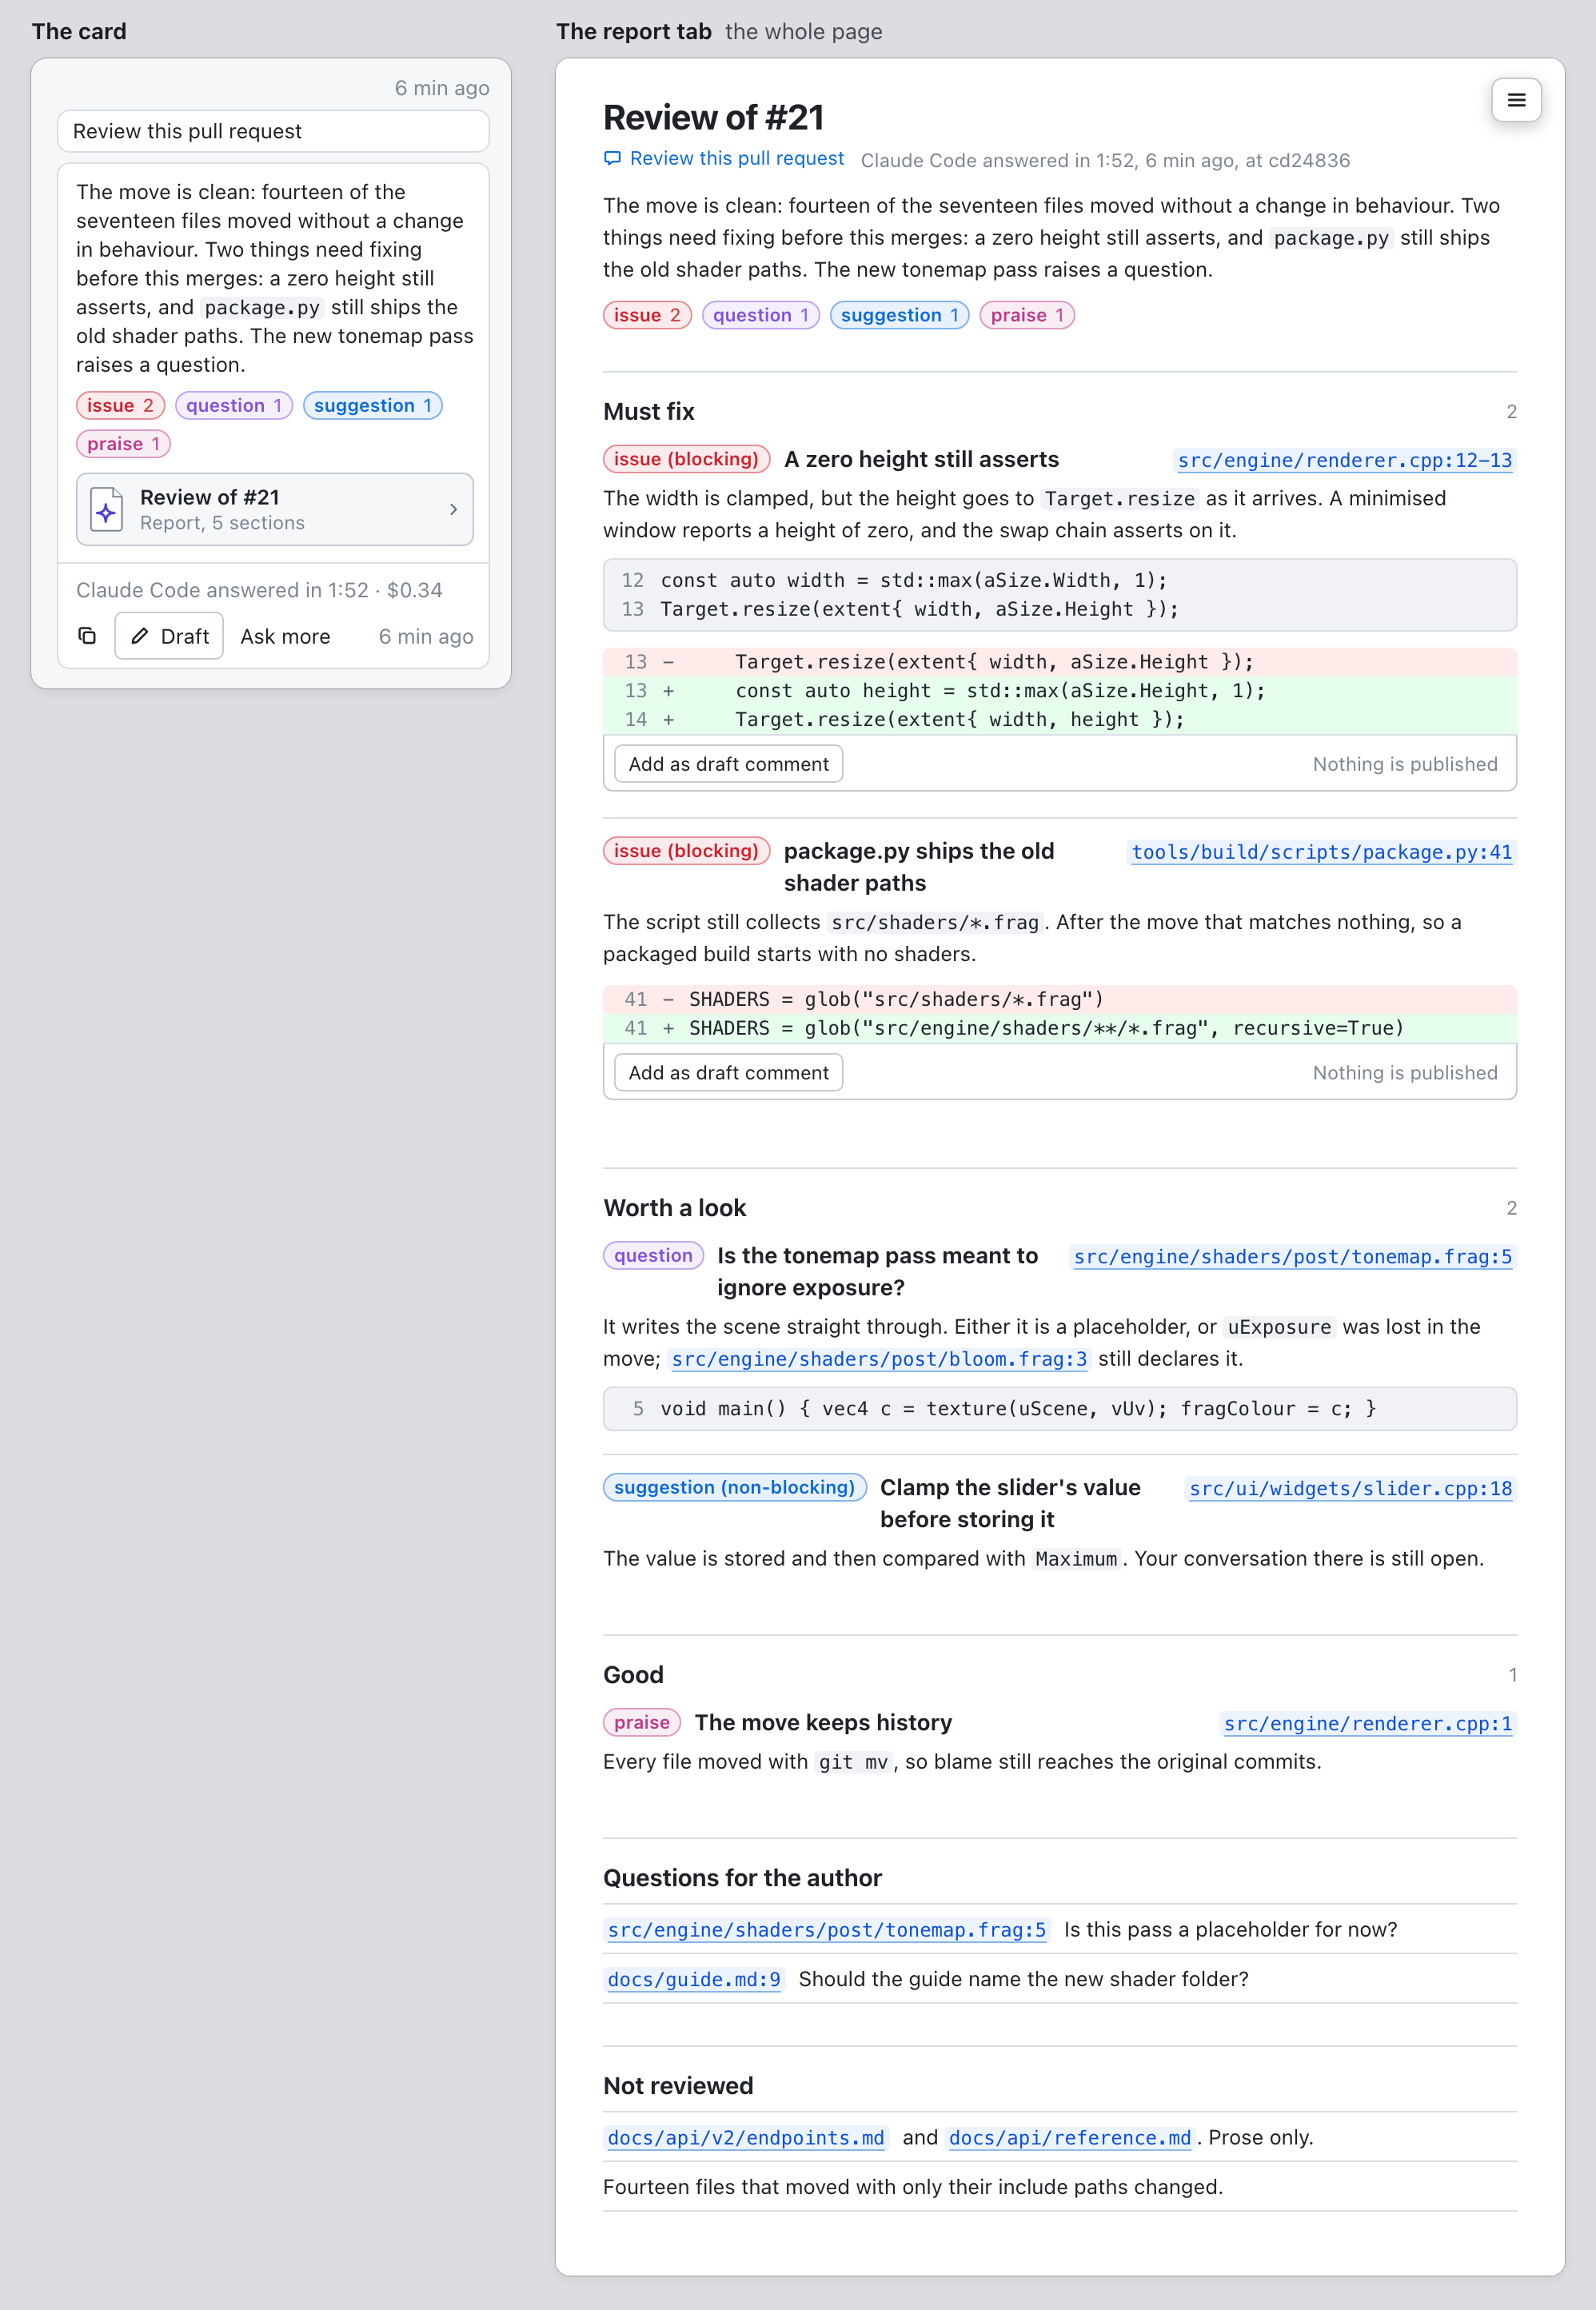 The card
6 min ago
Review this pull request
The move is clean: fourteen of the
seventeen files moved without a change
in behaviour. Two things need fixing
before this merges: a zero height still
asserts, and package.py still ships the
old shader paths. The new tonemap pass
raises a question.
issue 2 question 1 suggestion 1
praise 1
Review of #21
Report, 5 sections
Claude Code answered in 1:52 · $0.34
Draft Ask more 6 min ago
The report tab the whole page
Review of #21
Review this pull request Claude Code answered in 1:52, 6 min ago, at cd24836
The move is clean: fourteen of the seventeen files moved without a change in behaviour. Two
things need fixing before this merges: a zero height still asserts, and package.py still ships
the old shader paths. The new tonemap pass raises a question.
issue 2 question 1 suggestion 1 praise 1
Must fix 2
issue (blocking) A zero height still asserts src/engine/renderer.cpp:12–13
The width is clamped, but the height goes to Target.resize as it arrives. A minimised
window reports a height of zero, and the swap chain asserts on it.
12 const auto width = std::max(aSize.Width, 1);
13 Target.resize(extent{ width, aSize.Height });
13 − Target.resize(extent{ width, aSize.Height });
13 + const auto height = std::max(aSize.Height, 1);
14 + Target.resize(extent{ width, height });
Add as draft comment Nothing is published
issue (blocking) package.py ships the old tools/build/scripts/package.py:41
shader paths
The script still collects src/shaders/*.frag. After the move that matches nothing, so a
packaged build starts with no shaders.
41 − SHADERS = glob("src/shaders/*.frag")
41 + SHADERS = glob("src/engine/shaders/**/*.frag", recursive=True)
Add as draft comment Nothing is published
Worth a look 2
question Is the tonemap pass meant to src/engine/shaders/post/tonemap.frag:5
ignore exposure?
It writes the scene straight through. Either it is a placeholder, or uExposure was lost in the
move; src/engine/shaders/post/bloom.frag:3 still declares it.
5 void main() { vec4 c = texture(uScene, vUv); fragColour = c; }
suggestion (non-blocking) Clamp the slider's value src/ui/widgets/slider.cpp:18
before storing it
The value is stored and then compared with Maximum. Your conversation there is still open.
Good 1
praise The move keeps history src/engine/renderer.cpp:1
Every file moved with git mv, so blame still reaches the original commits.
Questions for the author
src/engine/shaders/post/tonemap.frag:5 Is this pass a placeholder for now?
docs/guide.md:9 Should the guide name the new shader folder?
Not reviewed
docs/api/v2/endpoints.md and docs/api/reference.md. Prose only.
Fourteen files that moved with only their include paths changed.